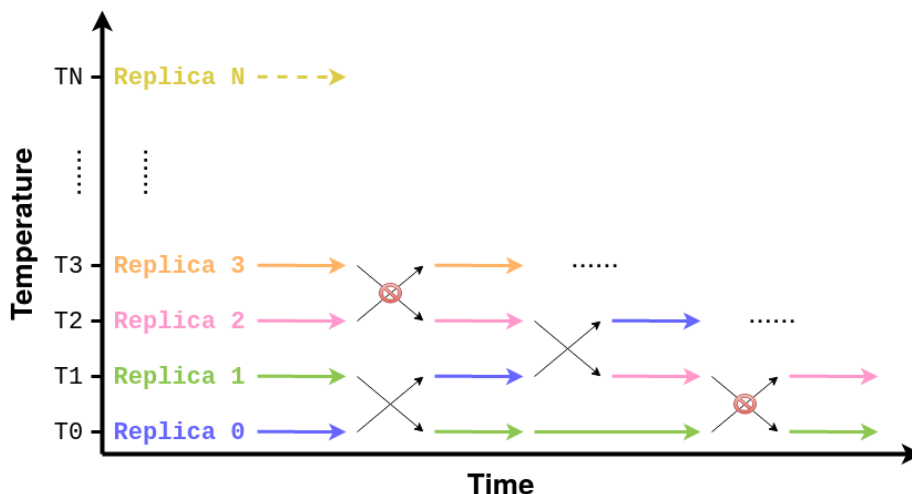 TN Replica N
T3 Replica 3 ......
T2 Replica 2 ......
T1 Replica 1
T0 Replica 0
Temperature
Time